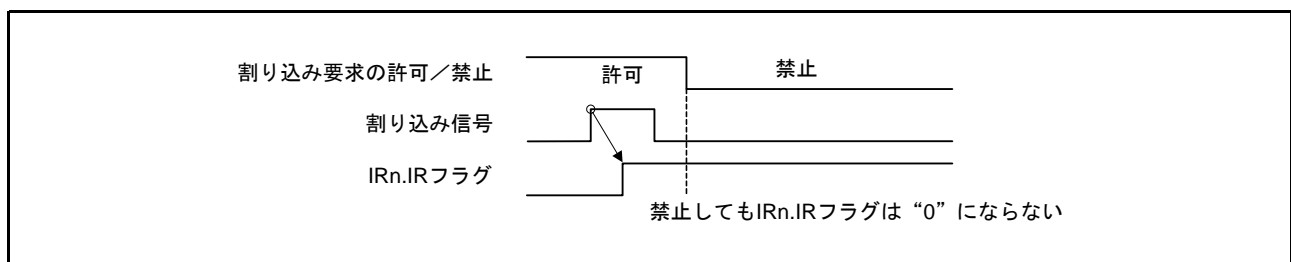 割り込み要求の許可／禁止
許可
禁止
割り込み信号
IRn.IRフラグ
禁止してもIRn.IRフラグは“0”にならない